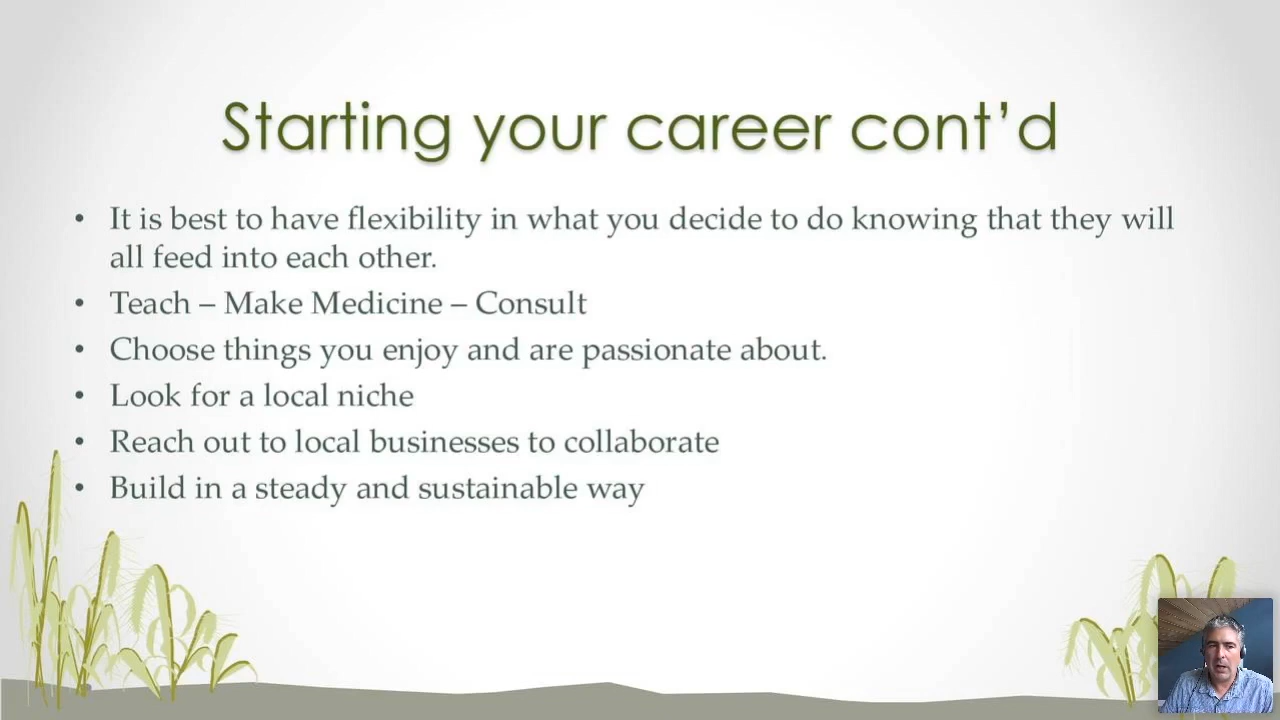 Starting your career cont’d
• It is best to have flexibility in what you decide to do knowing that they will
all feed into each other.
• Teach – Make Medicine – Consult
• Choose things you enjoy and are passionate about.
• Look for a local niche
• Reach out to local businesses to collaborate
• Build in a steady and sustainable way